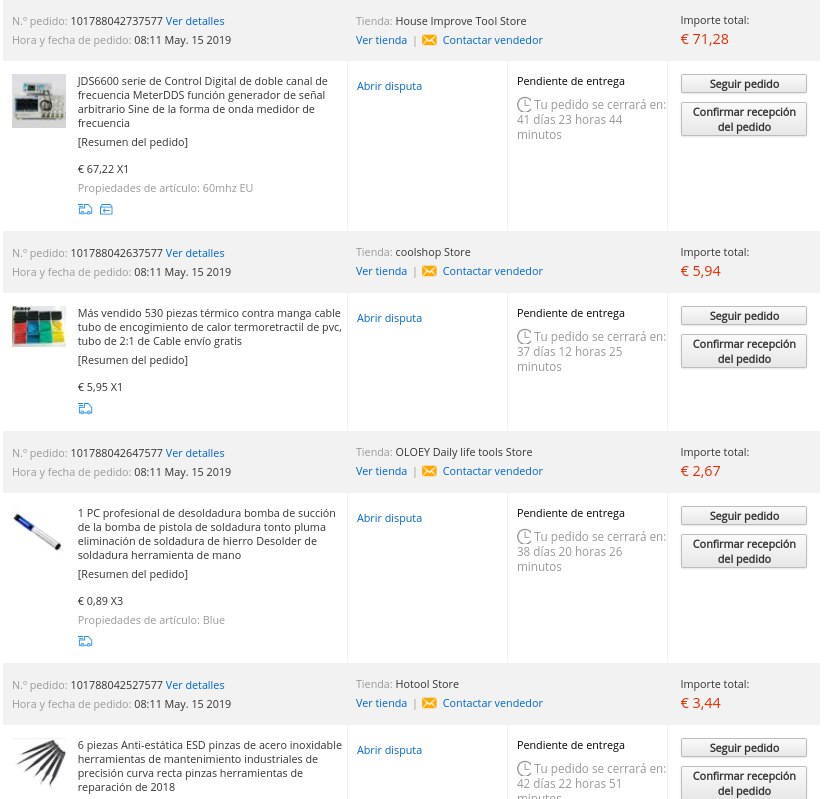 N.º pedido: 101788042737577 Ver detalles
Hora y fecha de pedido: 08:11 May. 15 2019
Tienda: House Improve Tool Store
Ver tienda | Contactar vendedor
Importe total:
€ 71,28
JDS6600 serie de Control Digital de doble canal de
frecuencia MeterDDS función generador de señal
arbitrario Sine de la forma de onda medidor de
frecuencia
[Resumen del pedido]
€ 67,22 X1
Propiedades de artículo: 60mhz EU
Abrir disputa
Pendiente de entrega
Tu pedido se cerrará en:
41 días 23 horas 44
minutos
Seguir pedido
Confirmar recepción
del pedido
N.º pedido: 101788042637577 Ver detalles
Hora y fecha de pedido: 08:11 May. 15 2019
Tienda: coolshop Store
Ver tienda | Contactar vendedor
Importe total:
€ 5,94
Más vendido 530 piezas térmico contra manga cable
tubo de encogimiento de calor termoretractil de pvc,
tubo de 2:1 de Cable envío gratis
[Resumen del pedido]
€ 5,95 X1
Abrir disputa
Pendiente de entrega
Tu pedido se cerrará en:
37 días 12 horas 25
minutos
Seguir pedido
Confirmar recepción
del pedido
N.º pedido: 101788042647577 Ver detalles
Hora y fecha de pedido: 08:11 May. 15 2019
Tienda: OLOEY Daily life tools Store
Ver tienda | Contactar vendedor
Importe total:
€ 2,67
1 PC profesional de desoldadura bomba de succión
de la bomba de pistola de soldadura tonto pluma
eliminación de soldadura de hierro Desolder de
soldadura herramienta de mano
[Resumen del pedido]
€ 0,89 X3
Propiedades de artículo: Blue
Abrir disputa
Pendiente de entrega
Tu pedido se cerrará en:
38 días 20 horas 26
minutos
Seguir pedido
Confirmar recepción
del pedido
N.º pedido: 101788042527577 Ver detalles
Hora y fecha de pedido: 08:11 May. 15 2019
Tienda: Hotool Store
Ver tienda | Contactar vendedor
Importe total:
€ 3,44
6 piezas Anti-estática ESD pinzas de acero inoxidable
herramientas de mantenimiento industriales de
precisión curva recta pinzas herramientas de
reparación de 2018
Abrir disputa
Pendiente de entrega
Tu pedido se cerrará en:
42 días 22 horas 51
minutos
Seguir pedido
Confirmar recepción
del pedido